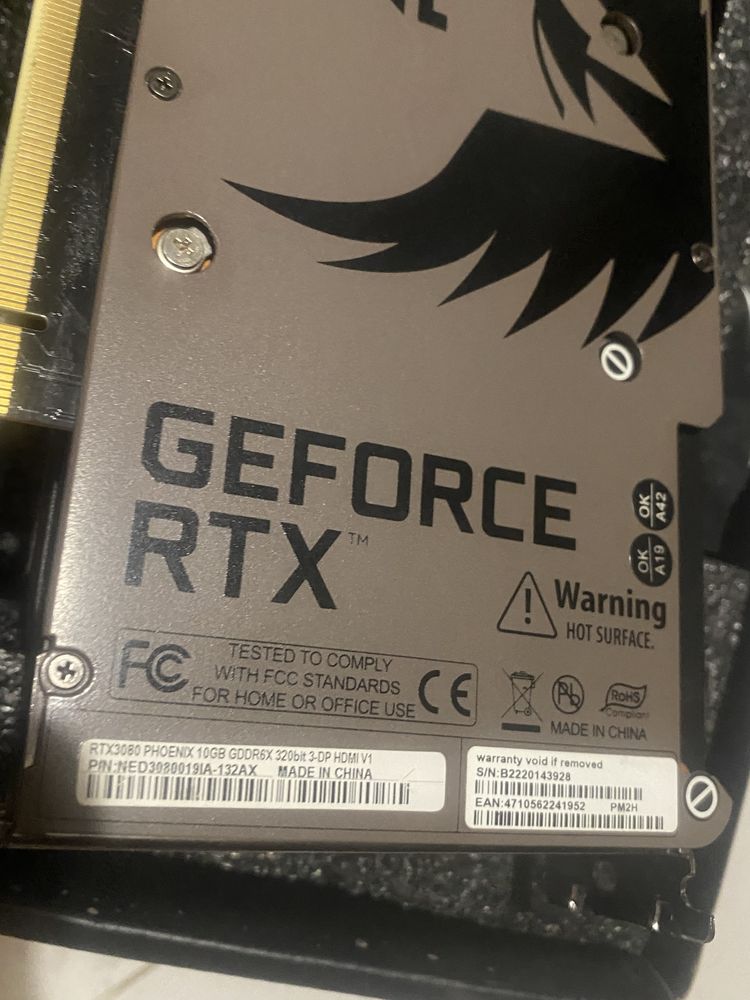 GEFORCE
RTX™
OK
A42
OK
A19
Warning
HOT SURFACE.
FC
TESTED TO COMPLY
WITH FCC STANDARDS
FOR HOME OR OFFICE USE
CE
Pb
RoHS
Compliant
MADE IN CHINA
RTX3080 PHOENIX 10GB GDDR6X 320bit 3-DP HDMI V1
P/N:NED3080019IA-132AX MADE IN CHINA
warranty void if removed
S/N:B2220143928
EAN:4710562241952 PM2H